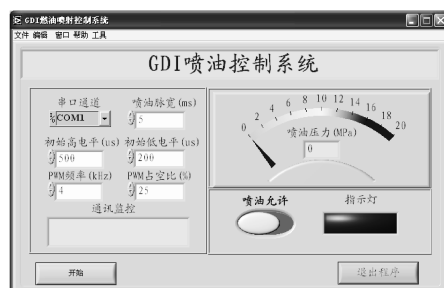 GDI燃油喷射控制系统
文件 编辑 窗口 帮助 工具
GDI喷油控制系统
串口通道 喷油脉宽(ms)
COM1 5
初始高电平(us) 初始低电平(us)
500 200
PWM频率(kHz) PWM占空比(%)
4 25
通讯监控
0 2 4 6 8 10 12 14 16 18 20
喷油压力(MPa)
0
喷油允许 指示灯
开始 退出程序